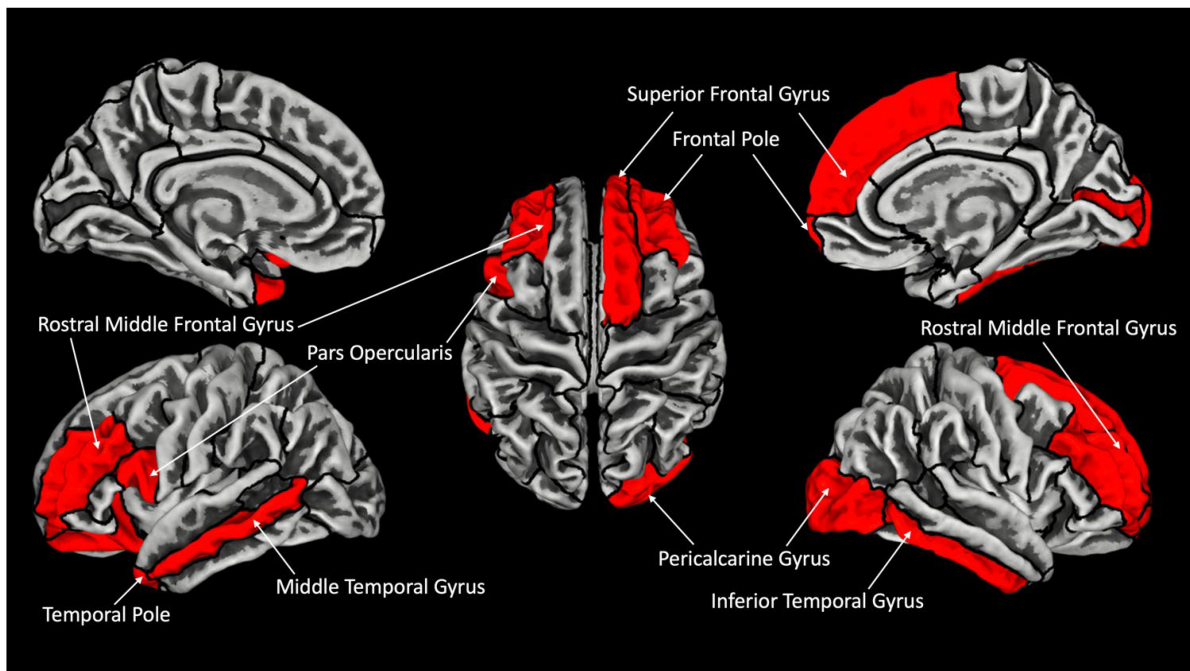 Superior Frontal Gyrus
Frontal Pole
Rostral Middle Frontal Gyrus
Rostral Middle Frontal Gyrus
Pars Opercularis
Pericalcarine Gyrus
Middle Temporal Gyrus
Inferior Temporal Gyrus
Temporal Pole